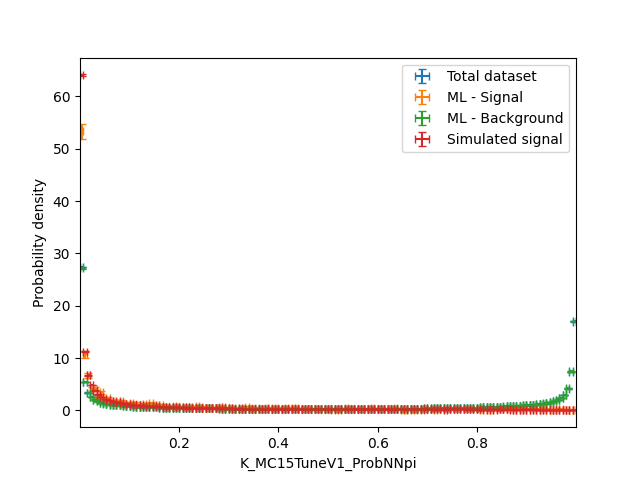 Total dataset
ML - Signal
ML - Background
Simulated signal
Probability density
60
50
40
30
20
10
0
0.2 0.4 0.6 0.8
K_MC15TuneV1_ProbNNpi